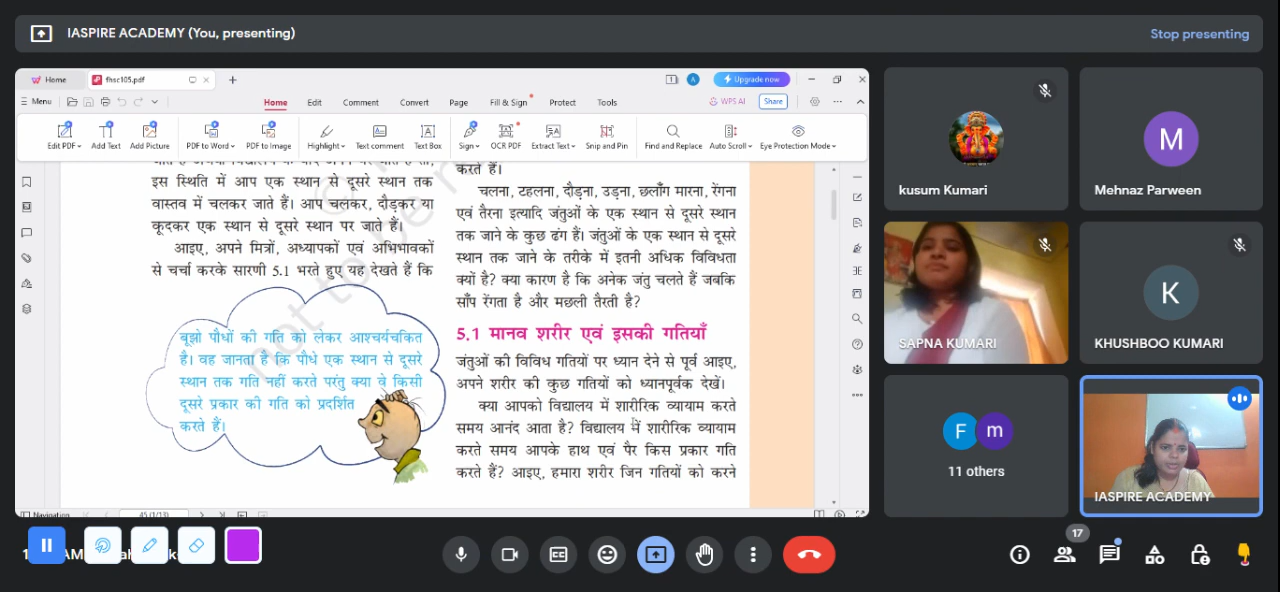 IASPIRE ACADEMY (You, presenting)
Stop presenting
Home
fhsc105.pdf
Upgrade now
Menu
Home Edit Comment Convert Page Fill & Sign Protect Tools
WPS AI
Share
Edit PDF Add Text Add Picture PDF to Word PDF to Image Highlight Text comment Text Box Sign OCR PDF Extract Text Snip and Pin Find and Replace Auto Scroll Eye Protection Mode
इस स्थिति में आप एक स्थान से दूसरे स्थान तक
वास्तव में चलकर जाते हैं। आप चलकर, दौड़कर या
कूदकर एक स्थान से दूसरे स्थान पर जाते हैं।
आइए, अपने मित्रों, अध्यापकों एवं अभिभावकों
से चर्चा करके सारणी 5.1 भरते हुए यह देखते हैं कि
बूझो पौधों की गति को लेकर आश्चर्यचकित
है। वह जानता है कि पौधे एक स्थान से दूसरे
स्थान तक गति नहीं करते परंतु क्या वे किसी
दूसरे प्रकार की गति को प्रदर्शित
करते हैं।
not to be
करते हैं।
चलना, टहलना, दौड़ना, उड़ना, छलाँग मारना, रेंगना
एवं तैरना इत्यादि जंतुओं के एक स्थान से दूसरे स्थान
तक जाने के कुछ ढंग हैं। जंतुओं के एक स्थान से दूसरे
स्थान तक जाने के तरीके में इतनी अधिक विविधता
क्यों है? क्या कारण है कि अनेक जंतु चलते हैं जबकि
साँप रेंगता है और मछली तैरती है?
5.1 मानव शरीर एवं इसकी गतियाँ
जंतुओं की विविध गतियों पर ध्यान देने से पूर्व आइए,
अपने शरीर की कुछ गतियों को ध्यानपूर्वक देखें।
क्या आपको विद्यालय में शारीरिक व्यायाम करते
समय आनंद आता है? विद्यालय में शारीरिक व्यायाम
करते समय आपके हाथ एवं पैर किस प्रकार गति
करते हैं? आइए, हमारा शरीर जिन गतियों को करने
Navigation
45 (1/13)
kusum Kumari
M
Mehnaz Parween
SAPNA KUMARI
K
KHUSHBOO KUMARI
F m
11 others
IASPIRE ACADEMY
17